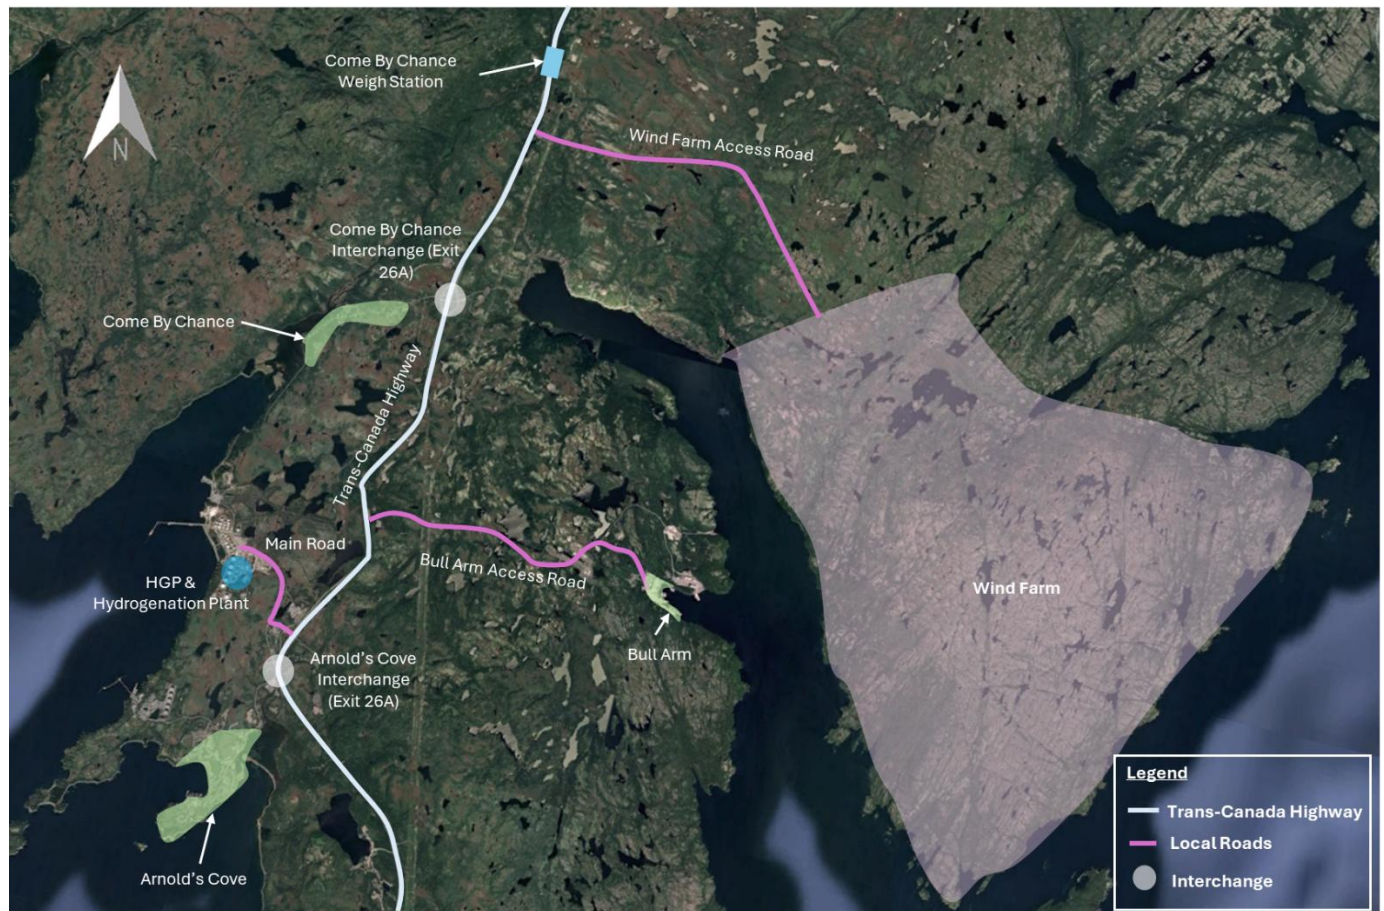 Come By Chance
Weigh Station
Wind Farm Access Road
N
Come By Chance
Interchange (Exit
26A)
Come By Chance
Trans-Canada Highway
Main Road
HGP &
Hydrogenation Plant
Bull Arm Access Road
Wind Farm
Bull Arm
Arnold's Cove
Interchange
(Exit 26A)
Arnold's Cove
Legend
Trans-Canada Highway
Local Roads
Interchange